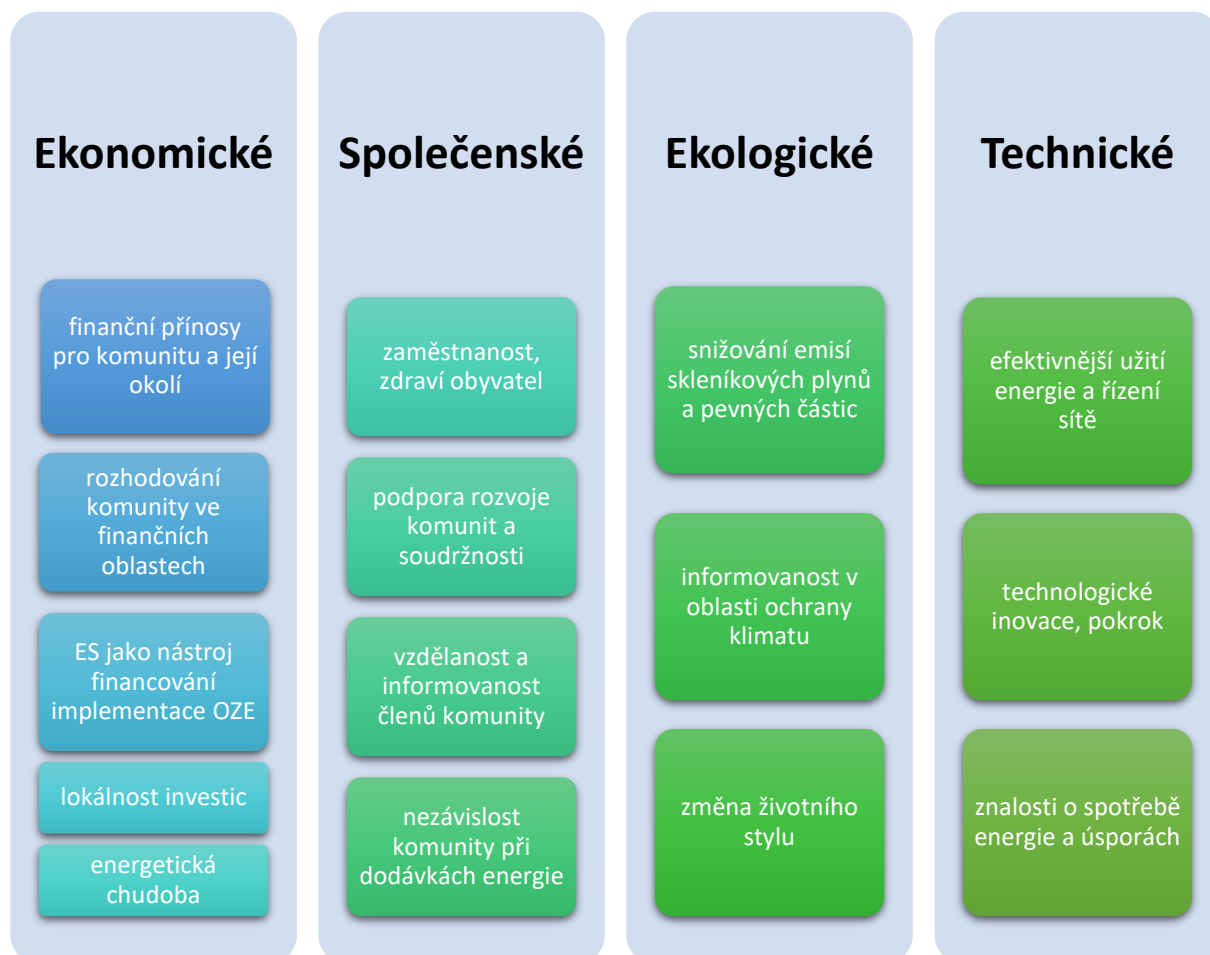 Ekonomické
finanční přínosy
pro komunitu a její
okolí
rozhodování
komunity ve
finančních
oblastech
ES jako nástroj
financování
implementace OZE
lokálnost investic
energetická
chudoba
Společenské
zaměstnanost,
zdraví obyvatel
podpora rozvoje
komunit a
soudržnosti
vzdělanost a
informovanost
členů komunity
nezávislost
komunity při
dodávkách energie
Ekologické
snižování emisí
skleníkových plynů
a pevných částic
informovanost v
oblasti ochrany
klimatu
změna životního
stylu
Technické
efektivnější užití
energie a řízení
sítě
technologické
inovace, pokrok
znalosti o spotřebě
energie a úsporách